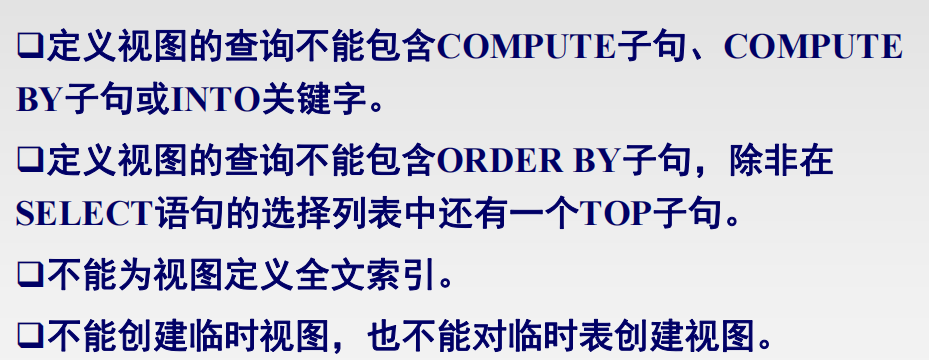 ❑定义视图的查询不能包含COMPUTE子句、COMPUTE
BY子句或INTO关键字。
❑定义视图的查询不能包含ORDER BY子句，除非在
SELECT语句的选择列表中还有一个TOP子句。
❑不能为视图定义全文索引。
❑不能创建临时视图，也不能对临时表创建视图。